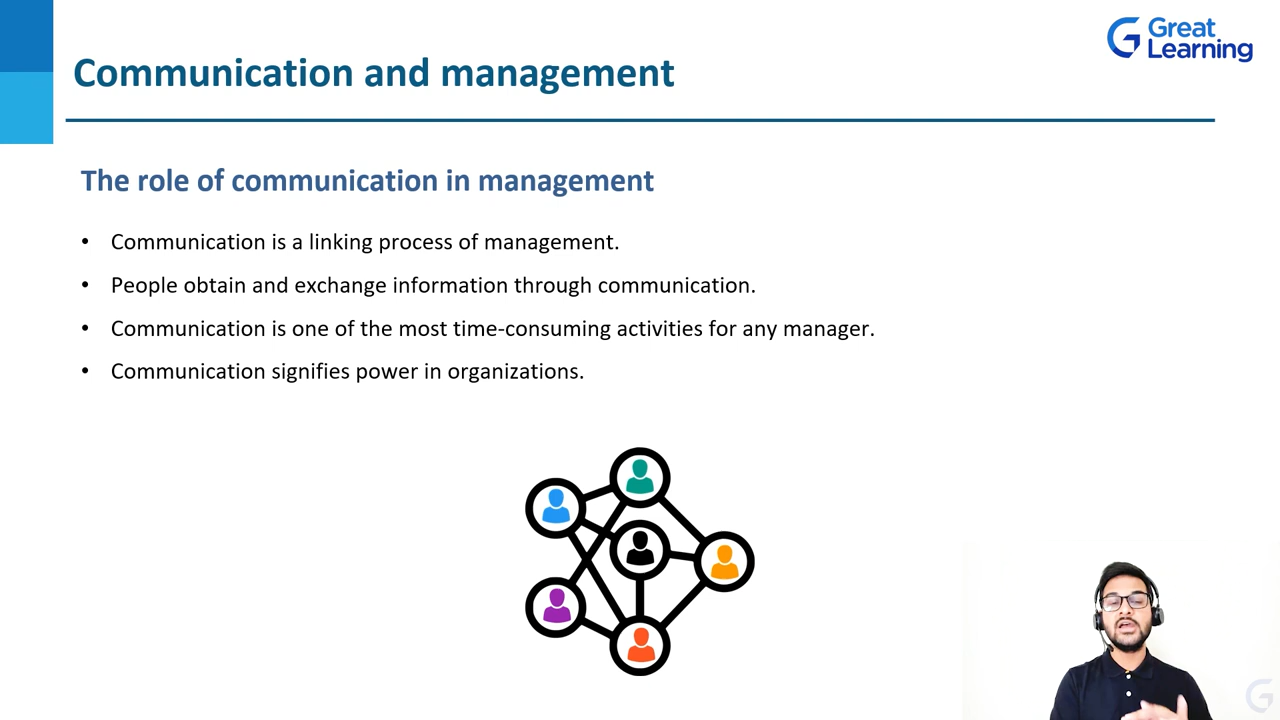 Great
Learning
Communication and management
The role of communication in management
• Communication is a linking process of management.
• People obtain and exchange information through communication.
• Communication is one of the most time-consuming activities for any manager.
• Communication signifies power in organizations.